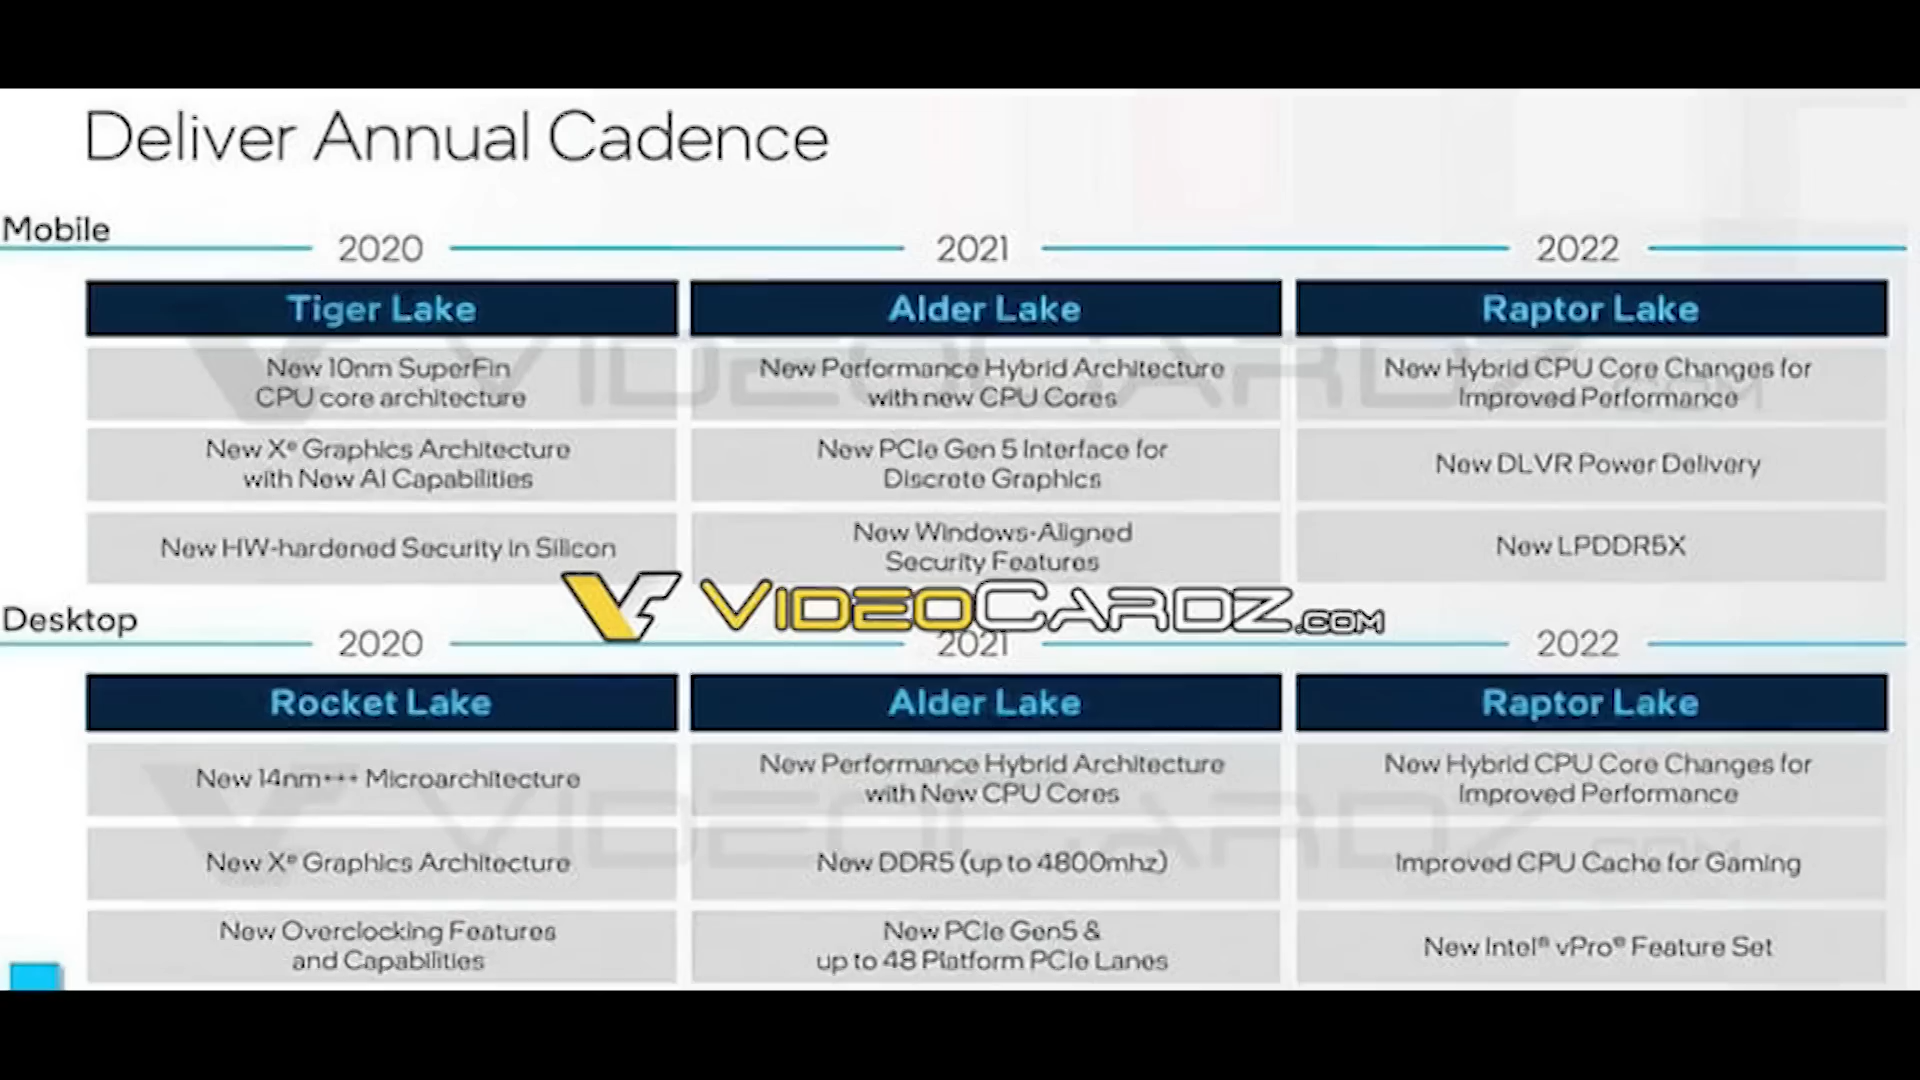 Deliver Annual Cadence
Mobile
2020
2021
2022
Tiger Lake
Alder Lake
Raptor Lake
New 10nm SuperFin
CPU core architecture
New Performance Hybrid Architecture
with new CPU Cores
New Hybrid CPU Core Changes for
Improved Performance
New Xe Graphics Architecture
with New AI Capabilities
New PCIe Gen 5 Interface for
Discrete Graphics
New DLVR Power Delivery
New HW-hardened Security in Silicon
New Windows-Aligned
Security Features
New LPDDR5X
VIDEOCARDZ.COM
Desktop
2020
2021
2022
Rocket Lake
Alder Lake
Raptor Lake
New 14nm+++ Microarchitecture
New Performance Hybrid Architecture
with New CPU Cores
New Hybrid CPU Core Changes for
Improved Performance
New Xe Graphics Architecture
New DDR5 (up to 4800mhz)
Improved CPU Cache for Gaming
New Overclocking Features
and Capabilities
New PCIe Gen5 &
up to 48 Platform PCIe Lanes
New Intel® vPro® Feature Set
VIDEOCARDZ.COM
VIDEOCARDZ.COM